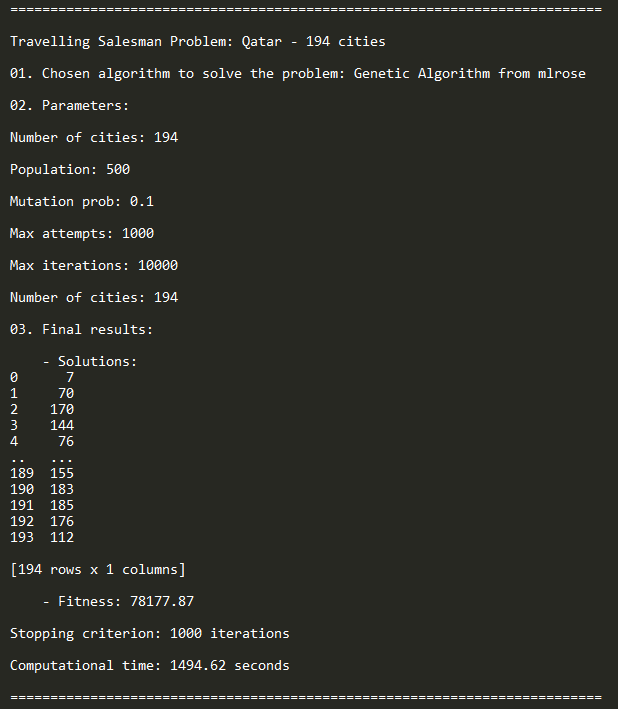 ==========================================================================
Travelling Salesman Problem: Qatar - 194 cities
01. Chosen algorithm to solve the problem: Genetic Algorithm from mlrose
02. Parameters:
Number of cities: 194
Population: 500
Mutation prob: 0.1
Max attempts: 1000
Max iterations: 10000
Number of cities: 194
03. Final results:
    - Solutions:
0      7
1     70
2    170
3    144
4     76
..   ...
189  155
190  183
191  185
192  176
193  112
[194 rows x 1 columns]
    - Fitness: 78177.87
Stopping criterion: 1000 iterations
Computational time: 1494.62 seconds
==========================================================================